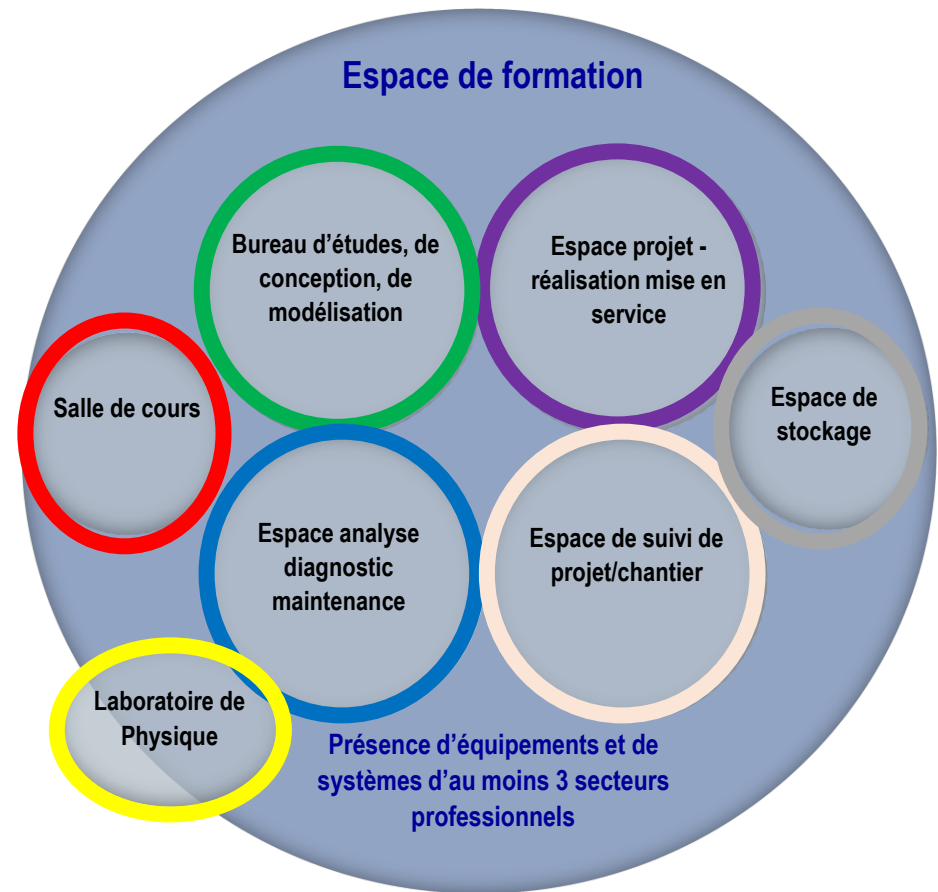 Espace de formation
Bureau d’études, de
conception, de
modélisation
Espace projet -
réalisation mise en
service
Salle de cours
Espace de
stockage
Espace analyse
diagnostic
maintenance
Espace de suivi de
projet/chantier
Laboratoire de
Physique
Présence d’équipements et de
systèmes d’au moins 3 secteurs
professionnels